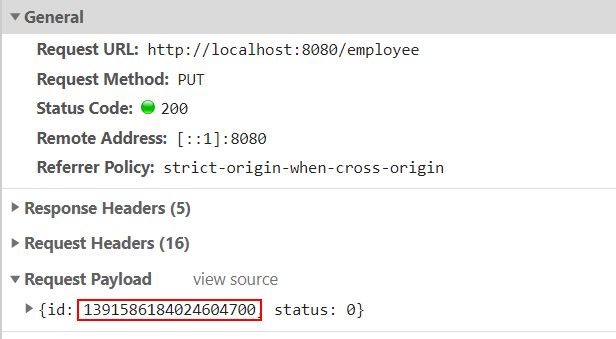 General
Request URL: http://localhost:8080/employee
Request Method: PUT
Status Code: 200
Remote Address: [::1]:8080
Referrer Policy: strict-origin-when-cross-origin
Response Headers (5)
Request Headers (16)
Request Payload view source
{id: 1391586184024604700, status: 0}